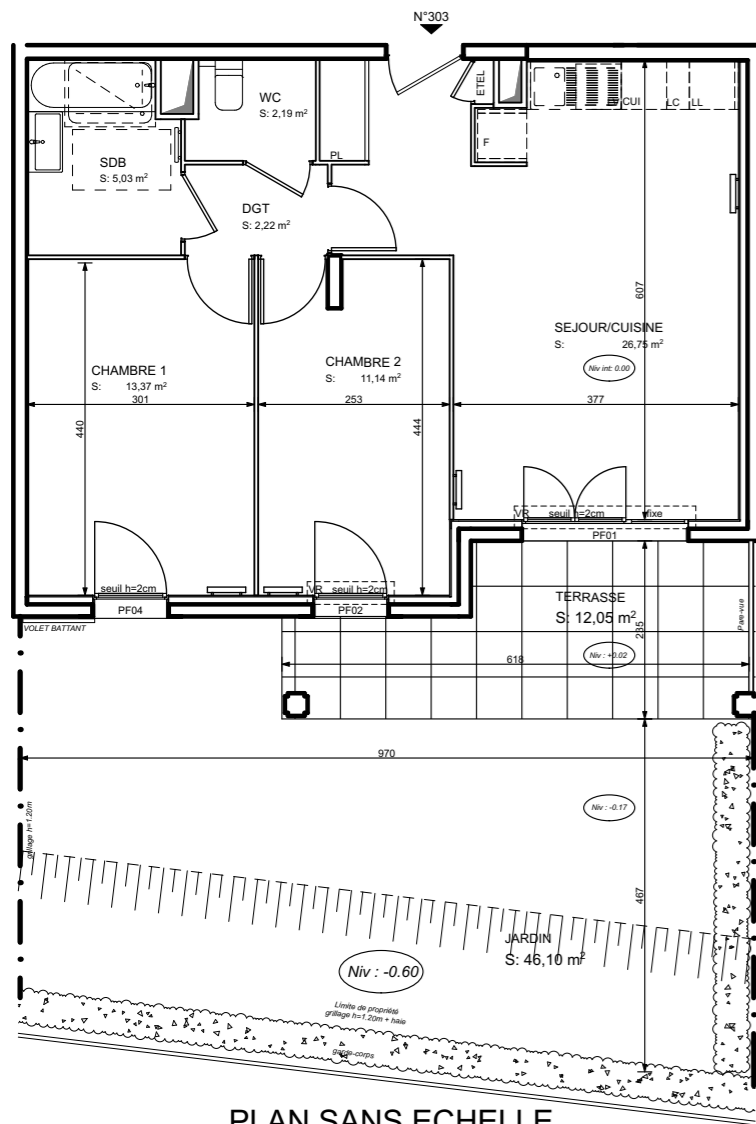 N°303
ETEL
WC
S: 2,19 m²
PL
F
CUI
LC
LL
SDB
S: 5,03 m²
DGT
S: 2,22 m²
607
SEJOUR/CUISINE
S: 26,75 m²
Niv int: 0.00
CHAMBRE 1
S: 13,37 m²
301
440
CHAMBRE 2
S: 11,14 m²
253
444
377
VR
seuil h=2cm
fixe
PF01
seuil h=2cm
PF04
VR
seuil h=2cm
PF02
VOLET BATTANT
TERRASSE
S: 12,05 m²
235
Pare-vue
Niv : +0.02
618
970
Niv : -0.17
grillage h=1.20m
467
JARDIN
S: 46,10 m²
Niv : -0.60
Limite de propriété
grillage h=1.20m + haie
garde-corps
PLAN SANS ECHELLE